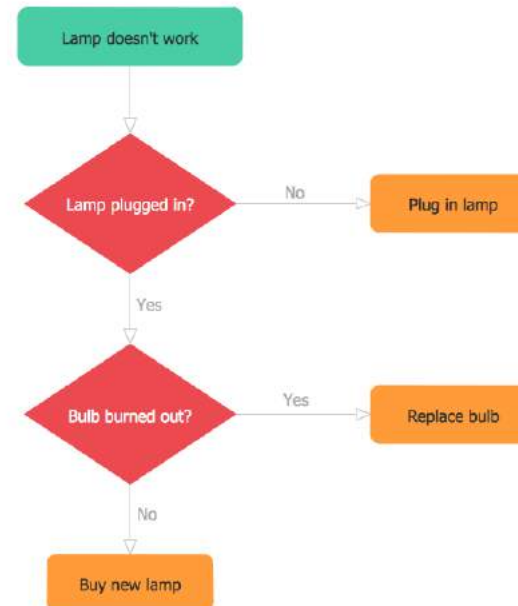 Lamp doesn't work
Lamp plugged in?
No
Plug in lamp
Yes
Bulb burned out?
Yes
Replace bulb
No
Buy new lamp